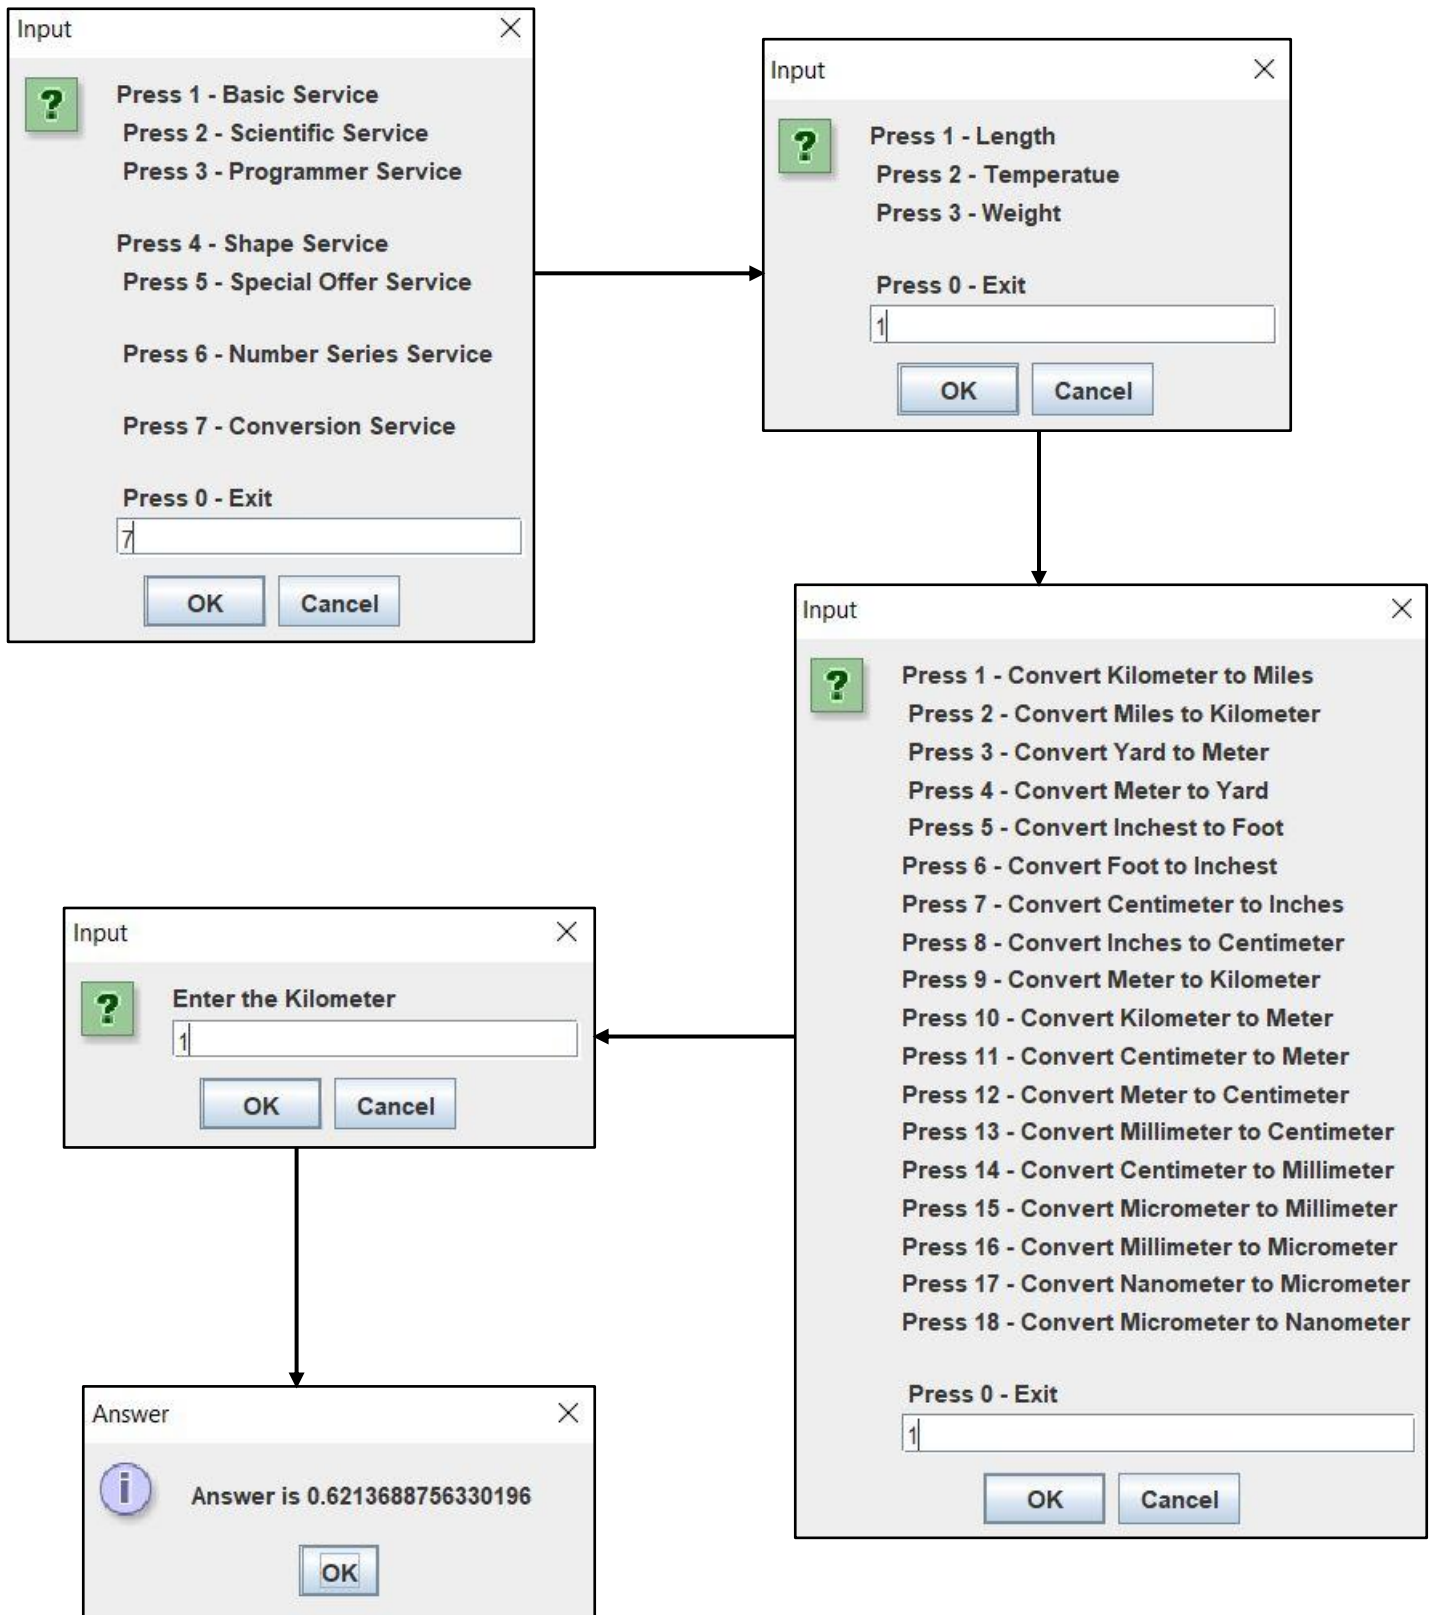 Input
Press 1 - Basic Service
Press 2 - Scientific Service
Press 3 - Programmer Service
Press 4 - Shape Service
Press 5 - Special Offer Service
Press 6 - Number Series Service
Press 7 - Conversion Service
Press 0 - Exit
7
OK Cancel
Input
Press 1 - Length
Press 2 - Temperatue
Press 3 - Weight
Press 0 - Exit
1
OK Cancel
Input
Press 1 - Convert Kilometer to Miles
Press 2 - Convert Miles to Kilometer
Press 3 - Convert Yard to Meter
Press 4 - Convert Meter to Yard
Press 5 - Convert Inchest to Foot
Press 6 - Convert Foot to Inchest
Press 7 - Convert Centimeter to Inches
Press 8 - Convert Inches to Centimeter
Press 9 - Convert Meter to Kilometer
Press 10 - Convert Kilometer to Meter
Press 11 - Convert Centimeter to Meter
Press 12 - Convert Meter to Centimeter
Press 13 - Convert Millimeter to Centimeter
Press 14 - Convert Centimeter to Millimeter
Press 15 - Convert Micrometer to Millimeter
Press 16 - Convert Millimeter to Micrometer
Press 17 - Convert Nanometer to Micrometer
Press 18 - Convert Micrometer to Nanometer
Press 0 - Exit
1
OK Cancel
Input
Enter the Kilometer
1
OK Cancel
Answer
Answer is 0.6213688756330196
OK